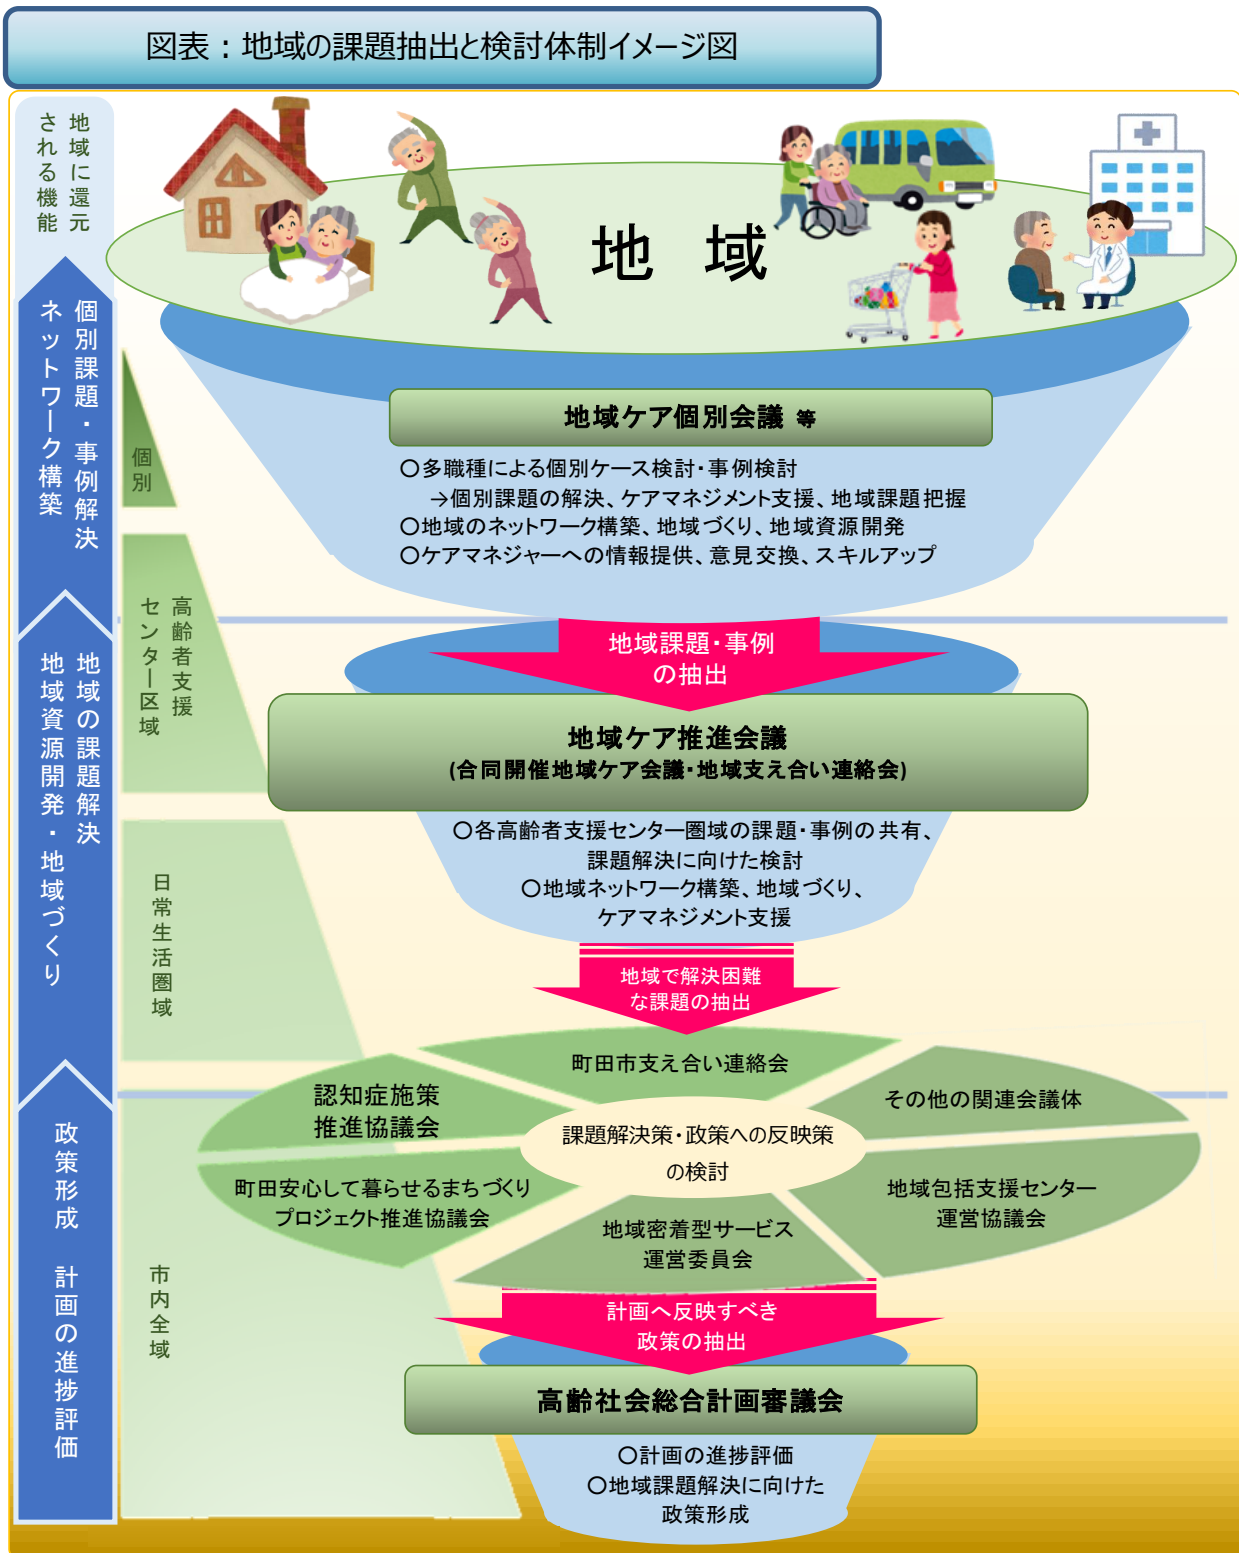 図表：地域の課題抽出と検討体制イメージ図
地域に還元
される機能
個別課題・事例解決
ネットワーク構築
地域の課題解決
地域資源開発・地域づくり
政策形成　計画の進捗評価
個別
高齢者支援
センター区域
日常生活圏域
市内全域
地　域
地域ケア個別会議 等
〇多職種による個別ケース検討・事例検討
→個別課題の解決、ケアマネジメント支援、地域課題把握
〇地域のネットワーク構築、地域づくり、地域資源開発
〇ケアマネジャーへの情報提供、意見交換、スキルアップ
地域課題・事例
の抽出
地域ケア推進会議
(合同開催地域ケア会議・地域支え合い連絡会)
〇各高齢者支援センター圏域の課題・事例の共有、
課題解決に向けた検討
〇地域ネットワーク構築、地域づくり、
ケアマネジメント支援
地域で解決困難
な課題の抽出
町田市支え合い連絡会
認知症施策
推進協議会
その他の関連会議体
課題解決策・政策への反映策
の検討
町田安心して暮らせるまちづくり
プロジェクト推進協議会
地域包括支援センター
運営協議会
地域密着型サービス
運営委員会
計画へ反映すべき
政策の抽出
高齢社会総合計画審議会
〇計画の進捗評価
〇地域課題解決に向けた
政策形成